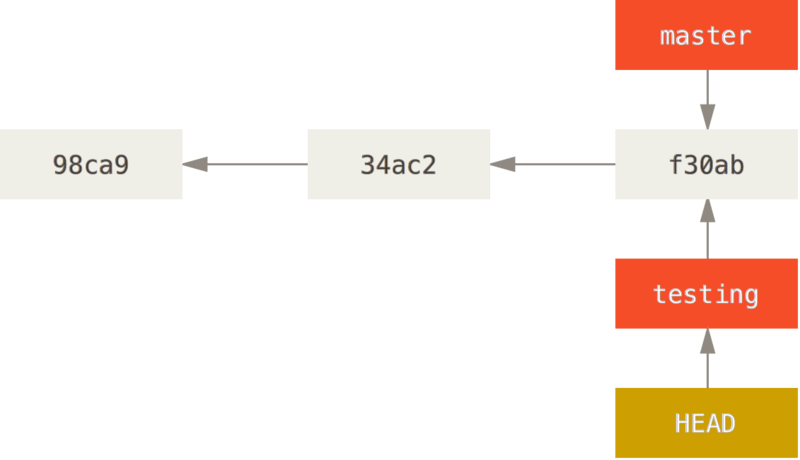 master
98ca9
34ac2
f30ab
testing
HEAD